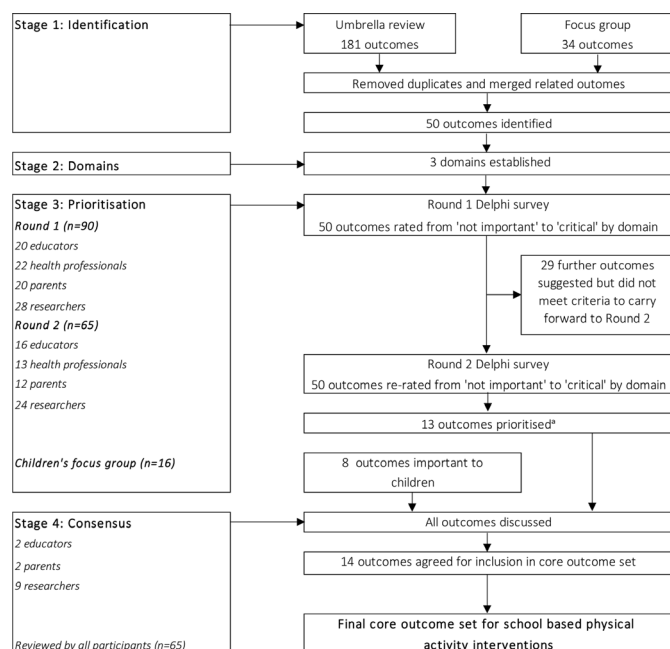 Stage 1: Identification
Umbrella review
181 outcomes
Focus group
34 outcomes
Removed duplicates and merged related outomes
50 outcomes identified
Stage 2: Domains
3 domains established
Stage 3: Prioritisation
Round 1 (n=90)
20 educators
22 health professionals
20 parents
28 researchers
Round 2 (n=65)
16 educators
13 health professionals
12 parents
24 researchers
Children's focus group (n=16)
Round 1 Delphi survey
50 outcomes rated from 'not important' to 'critical' by domain
29 further outcomes
suggested but did not
meet criteria to carry
forward to Round 2
Round 2 Delphi survey
50 outcomes re-rated from 'not important' to 'critical' by domain
13 outcomes prioritisedᵃ
8 outcomes important to
children
Stage 4: Consensus
2 educators
2 parents
9 researchers
Reviewed by all participants (n=65)
All outcomes discussed
14 outcomes agreed for inclusion in core outcome set
Final core outcome set for school based physical
activity interventions